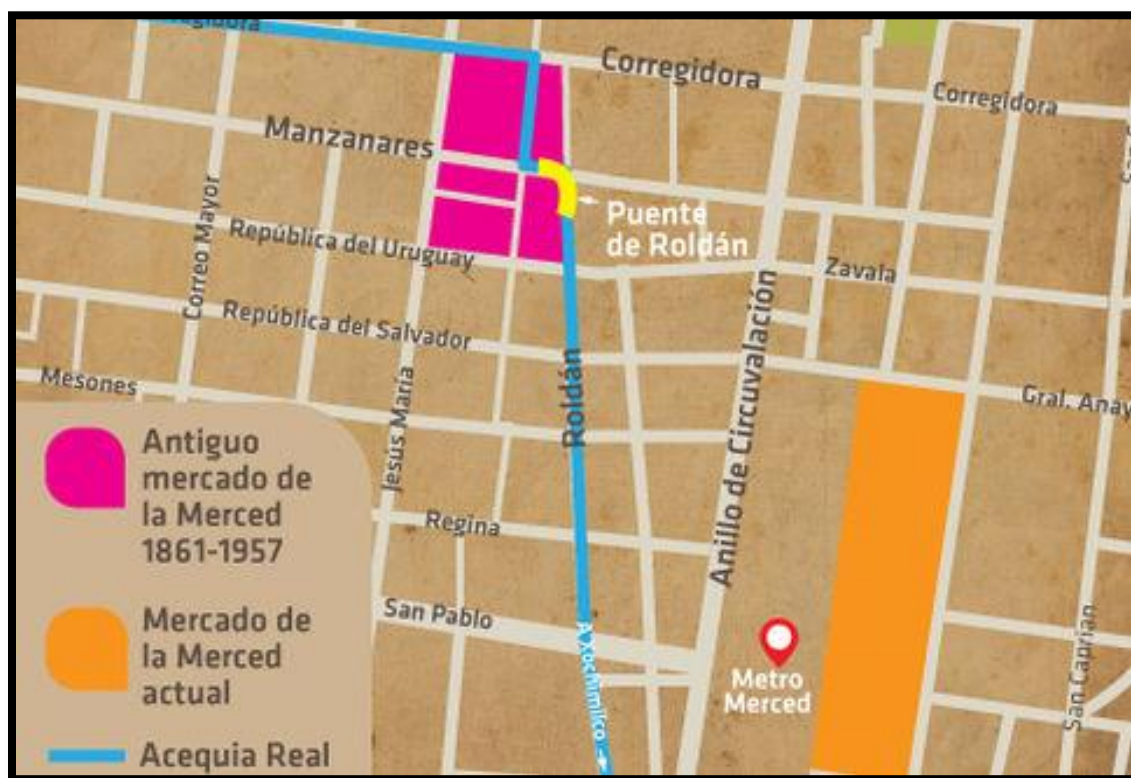 Corregidora
Corregidora
Manzanares
Correo Mayor
Puente
de Roldán
República del Uruguay
Zavala
República del Salvador
Mesones
Jesús María
Roldán
Anillo de Circuvalación
Gral. Anay
Antiguo
mercado de
la Merced
1861-1957
Regina
San Pablo
Mercado de
la Merced
actual
A Xochimilco
Metro
Merced
San Caprian
Acequia Real